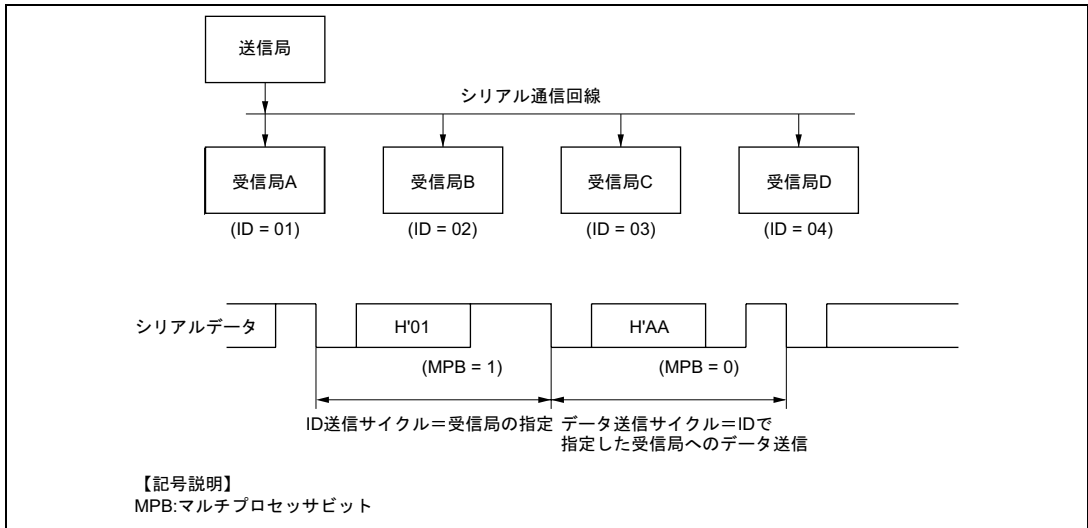 送信局
シリアル通信回線
受信局A
受信局B
受信局C
受信局D
(ID = 01)
(ID = 02)
(ID = 03)
(ID = 04)
シリアルデータ
H'01
H'AA
(MPB = 1)
(MPB = 0)
ID送信サイクル＝受信局の指定
データ送信サイクル＝IDで
指定した受信局へのデータ送信
【記号説明】
MPB:マルチプロセッサビット